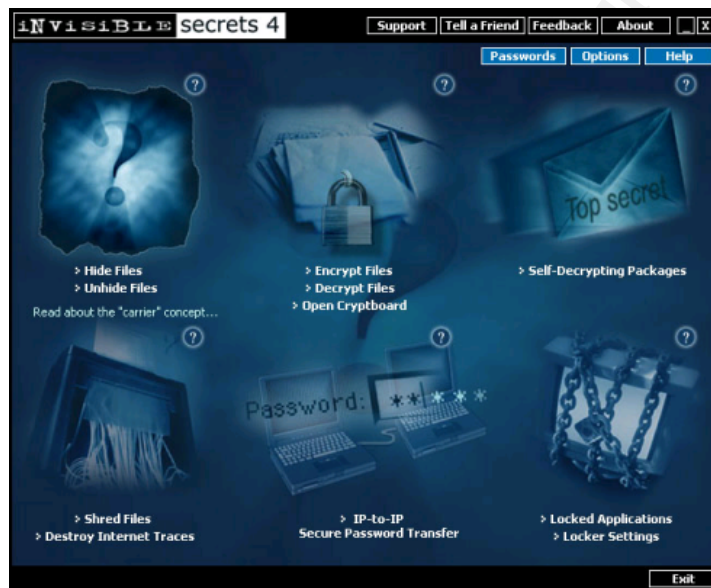 iNVisiBLE secrets 4
Support Tell a Friend Feedback About _ X
Passwords Options Help
? ? ?
Top secret
> Hide Files
> Unhide Files
Read about the "carrier" concept...
> Encrypt Files
> Decrypt Files
> Open Cryptboard
> Self-Decrypting Packages
? ? ?
Password: **|***
> Shred Files
> Destroy Internet Traces
> IP-to-IP
Secure Password Transfer
> Locked Applications
> Locker Settings
Exit